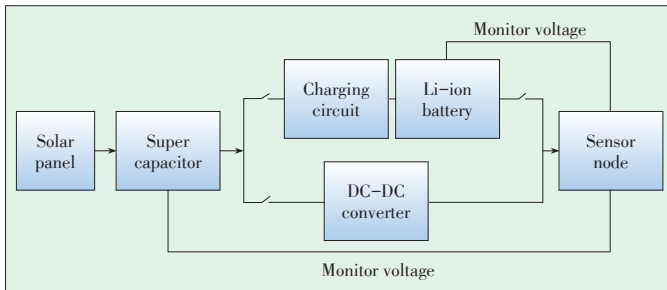 Monitor voltage
Charging
circuit
Li-ion
battery
Solar
panel
Super
capacitor
Sensor
node
DC-DC
converter
Monitor voltage